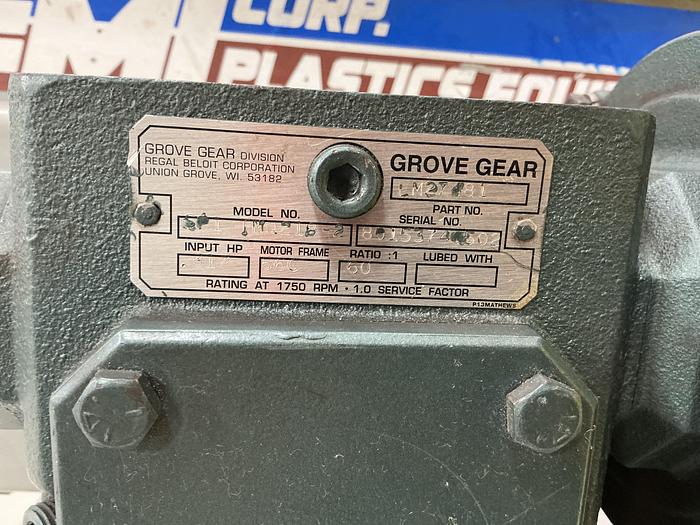 CORP.
PLASTICS EQUI
GROVE GEAR DIVISION
REGAL BELOIT CORPORATION
UNION GROVE, WI. 53182
GROVE GEAR
PART NO.
MODEL NO.
SERIAL NO.
INPUT HP MOTOR FRAME RATIO :1 LUBED WITH
60
RATING AT 1750 RPM • 1.0 SERVICE FACTOR
P13MATHEWS